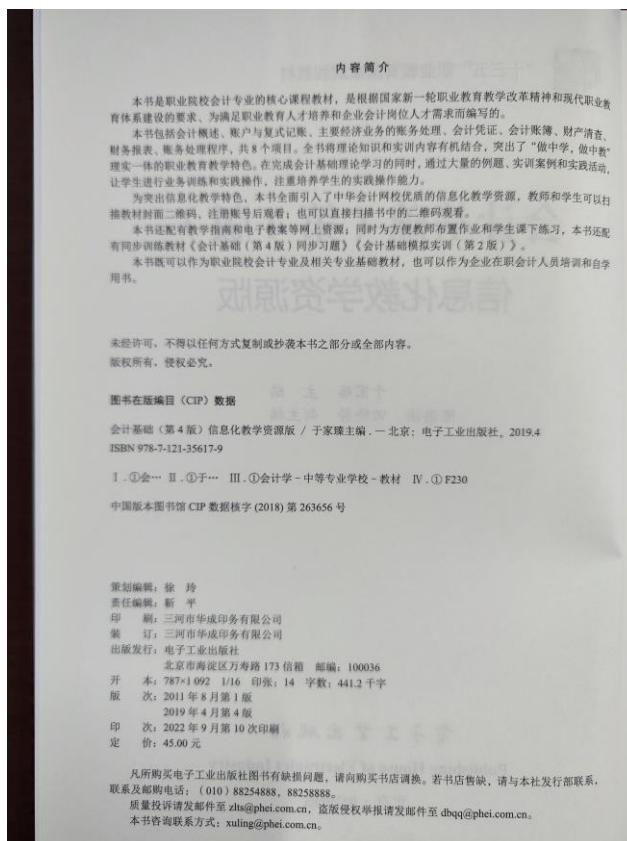 内容简介
本书是职业院校会计专业的核心课程教材，是根据国家新一轮职业教育教学改革精神和现代职业教
育体系建设的要求、为满足职业教育人才培养和企业会计岗位人才需求而编写的。
本书包括会计概述、账户与复式记账、主要经济业务的账务处理、会计凭证、会计账簿、财产清查、
财务报表、账务处理程序，共 8 个项目。全书将理论知识和实训内容有机结合，突出了“做中学，做中教”
理实一体的职业教育教学特色。在完成会计基础理论学习的同时，通过大量的例题、实训案例和实践活动，
让学生进行业务训练和实践操作，注重培养学生的实践操作能力。
为突出信息化教学特色，本书全面引入了中华会计网校优质的信息化教学资源，教师和学生可以扫
描教材封面二维码，注册账号后观看；也可以直接扫描书中的二维码观看。
本书还配有教学指南和电子教案等网上资源；同时为方便教师布置作业和学生课下练习，本书还配
有同步训练教材《会计基础（第 4 版）同步习题》《会计基础模拟实训（第 2 版）》。
本书既可以作为职业院校会计专业及相关专业基础教材，也可以作为企业在职会计人员培训和自学
用书。
未经许可，不得以任何方式复制或抄袭本书之部分或全部内容。
版权所有，侵权必究。
图书在版编目（CIP）数据
会计基础（第 4 版）信息化教学资源版 / 于家臻主编. — 北京：电子工业出版社，2019.4
ISBN 978-7-121-35617-9
Ⅰ. ①会… Ⅱ. ①于… Ⅲ. ①会计学－中等专业学校－教材 Ⅳ. ① F230
中国版本图书馆 CIP 数据核字 (2018) 第 263656 号
策划编辑：徐 玲
责任编辑：靳 平
印 刷：三河市华成印务有限公司
装 订：三河市华成印务有限公司
出版发行：电子工业出版社
北京市海淀区万寿路 173 信箱 邮编：100036
开 本：787×1 092 1/16 印张：14 字数：441.2 千字
版 次：2011 年 8 月第 1 版
2019 年 4 月第 4 版
印 次：2022 年 9 月第 10 次印刷
定 价：45.00 元
凡所购买电子工业出版社图书有缺损问题，请向购买书店调换。若书店售缺，请与本社发行部联系，
联系及邮购电话：（010）88254888，88258888。
质量投诉请发邮件至 zlts@phei.com.cn，盗版侵权举报请发邮件至 dbqq@phei.com.cn。
本书咨询联系方式：xuling@phei.com.cn。